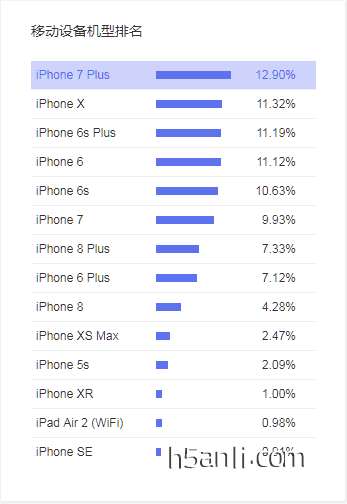 移动设备机型排名
iPhone 7 Plus 12.90%
iPhone X 11.32%
iPhone 6s Plus 11.19%
iPhone 6 11.12%
iPhone 6s 10.63%
iPhone 7 9.93%
iPhone 8 Plus 7.33%
iPhone 6 Plus 7.12%
iPhone 8 4.28%
iPhone XS Max 2.47%
iPhone 5s 2.09%
iPhone XR 1.00%
iPad Air 2 (WiFi) 0.98%
iPhone SE
h5anli.com